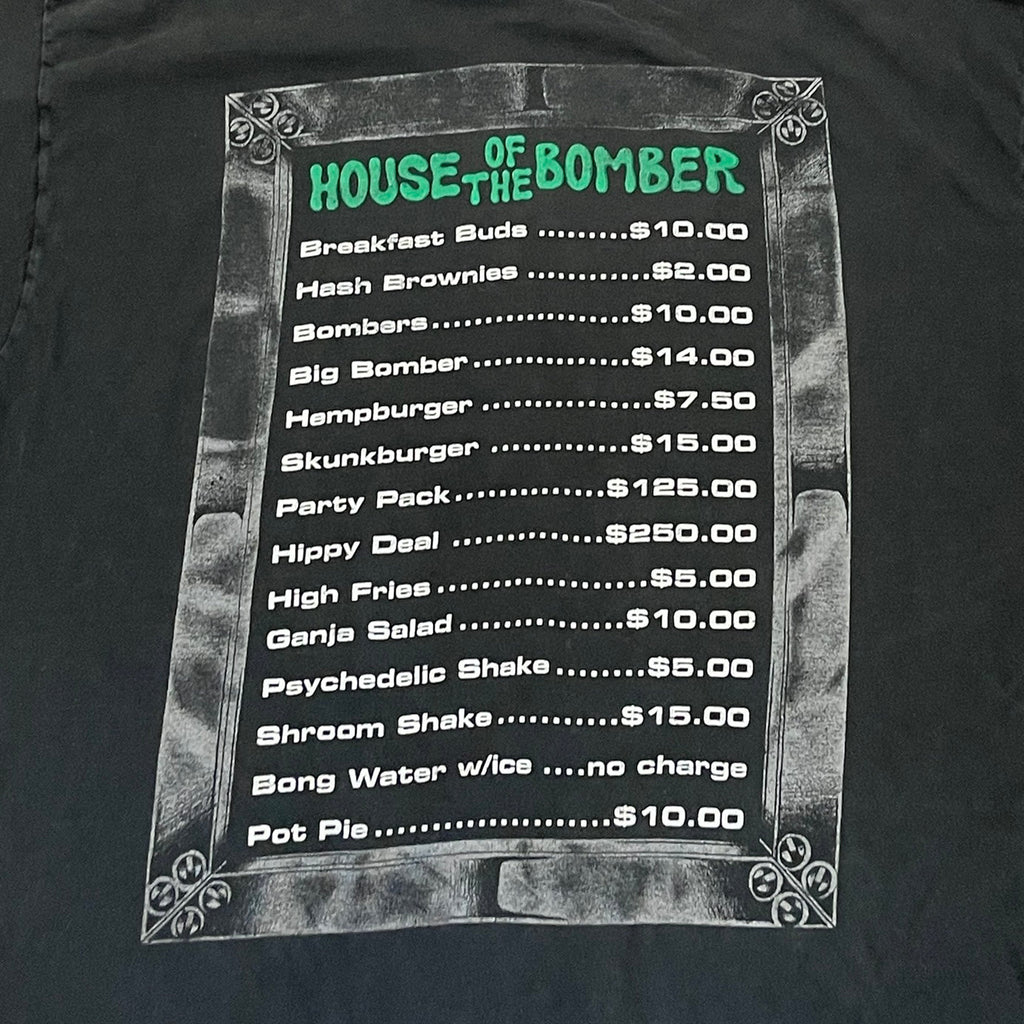 HOUSE OF THE BOMBER
Breakfast Buds .........$10.00
Hash Brownies ............$2.00
Bombers...................$10.00
Big Bomber...............$14.00
Hempburger ................$7.50
Skunkburger .............$15.00
Party Pack..............$125.00
Hippy Deal ..............$250.00
High Fries....................$5.00
Ganja Salad................$10.00
Psychedelic Shake........$5.00
Shroom Shake............$15.00
Bong Water w/ice ....no charge
Pot Pie.......................$10.00